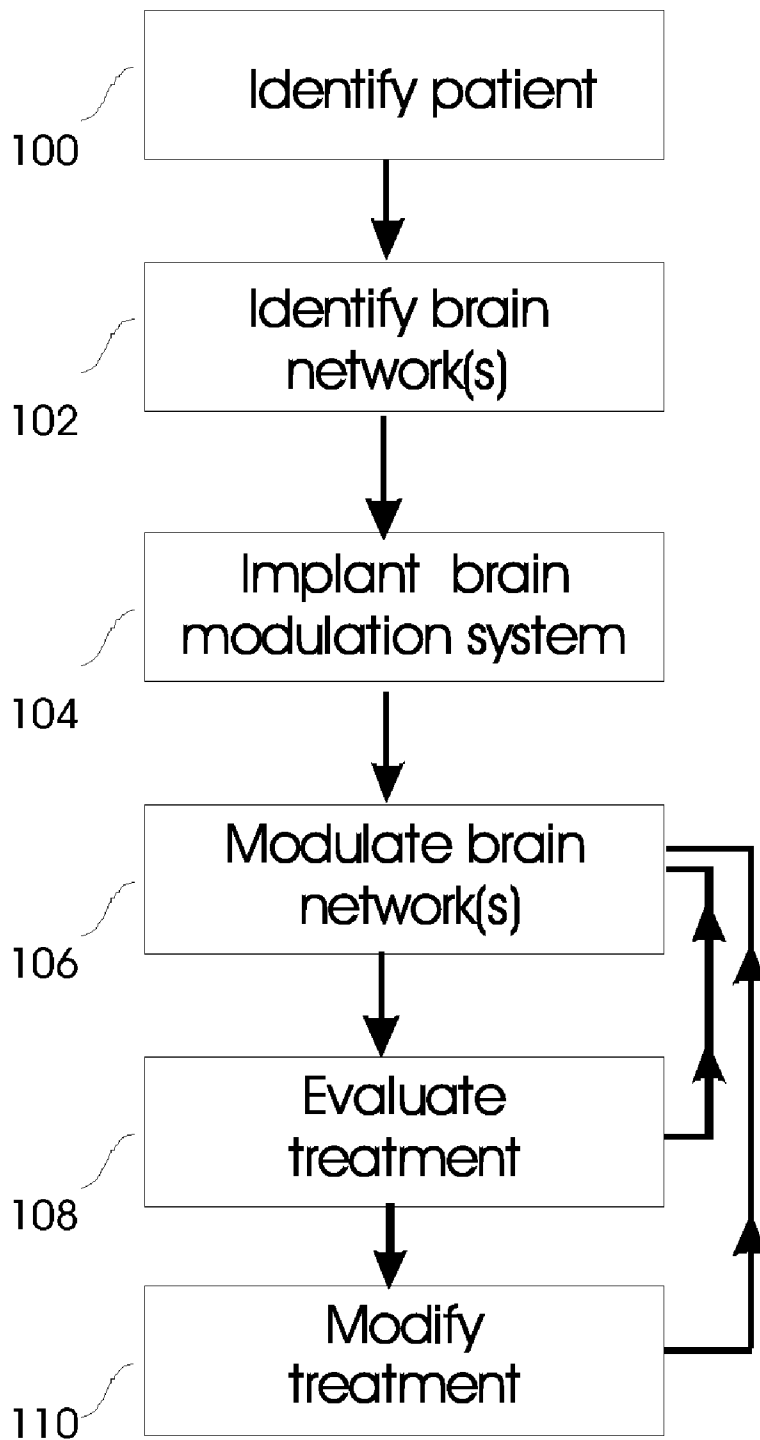 Identify patient
100
Identify brain
network(s)
102
Implant brain
modulation system
104
Modulate brain
network(s)
106
Evaluate
treatment
108
Modify
treatment
110